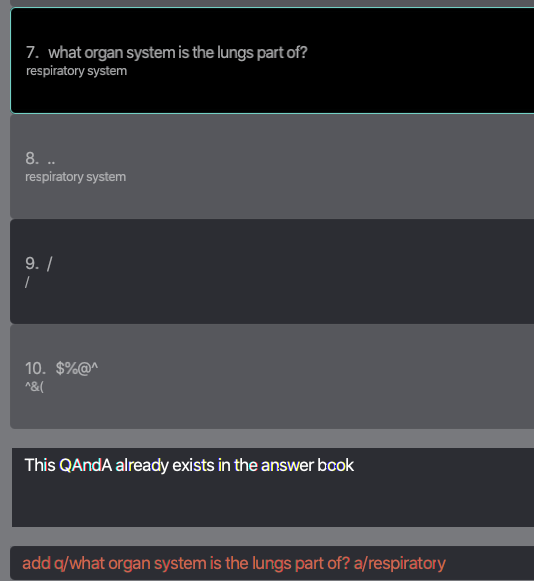 7. what organ system is the lungs part of?
respiratory system
8. ..
respiratory system
9. /
/
10. $%@^
^&(
This QAndA already exists in the answer book
add q/what organ system is the lungs part of? a/respiratory